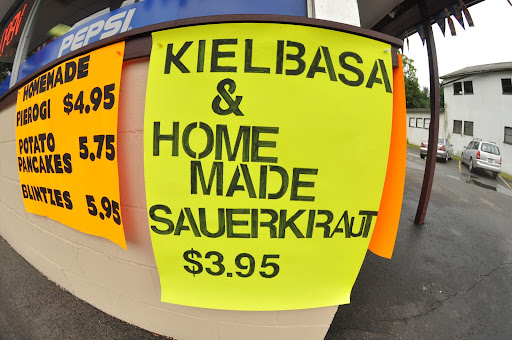 PEPSI
HOMEMADE
PIEROGI $4.95
POTATO
PANCAKES 5.75
BLINTZES 5.95
KIELBASA
&
HOME
MADE
SAUERKRAUT
$3.95